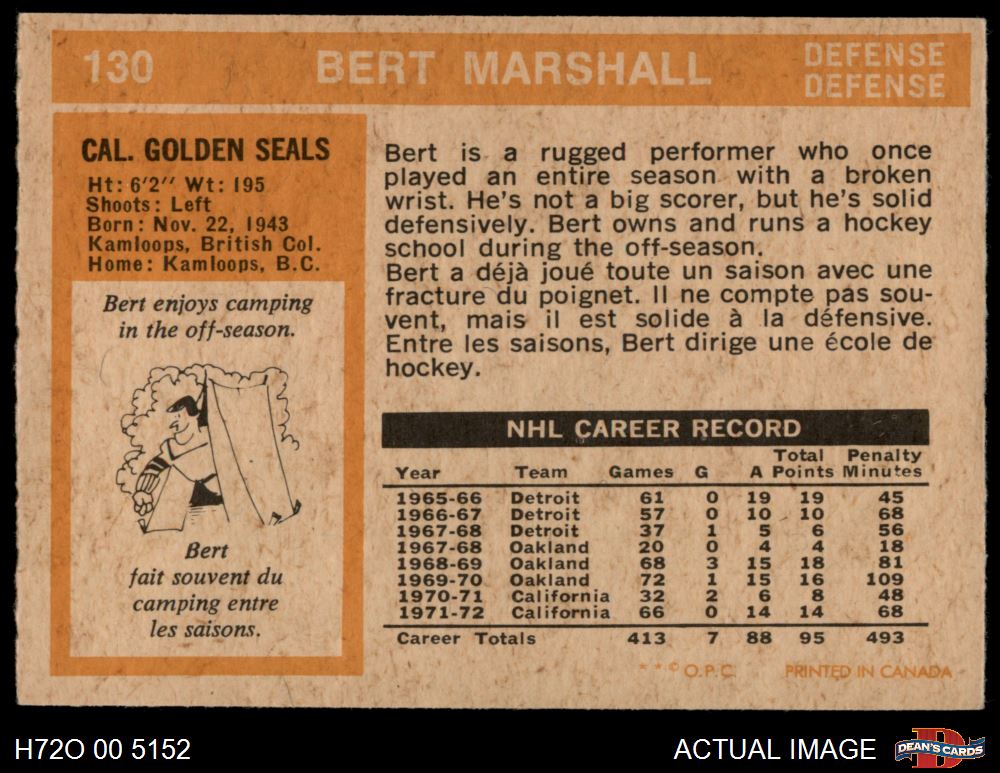 130 BERT MARSHALL DEFENSE
DEFENSE
CAL. GOLDEN SEALS
Ht: 6'2" Wt: 195
Shoots: Left
Born: Nov. 22, 1943
Kamloops, British Col.
Home: Kamloops, B.C.
Bert enjoys camping
in the off-season.
Bert
fait souvent du
camping entre
les saisons.
Bert is a rugged performer who once
played an entire season with a broken
wrist. He's not a big scorer, but he's solid
defensively. Bert owns and runs a hockey
school during the off-season.
Bert a déjà joué toute un saison avec une
fracture du poignet. Il ne compte pas sou-
vent, mais il est solide à la défensive.
Entre les saisons, Bert dirige une école de
hockey.
NHL CAREER RECORD
Total Penalty
Year Team Games G A Points Minutes
1965-66 Detroit 61 0 19 19 45
1966-67 Detroit 57 0 10 10 68
1967-68 Detroit 37 1 5 6 56
1967-68 Oakland 20 0 4 4 18
1968-69 Oakland 68 3 15 18 81
1969-70 Oakland 72 1 15 16 109
1970-71 California 32 2 6 8 48
1971-72 California 66 0 14 14 68
Career Totals 413 7 88 95 493
* * © O.P.C. PRINTED IN CANADA
H72O 00 5152 ACTUAL IMAGE DEAN'S CARDS